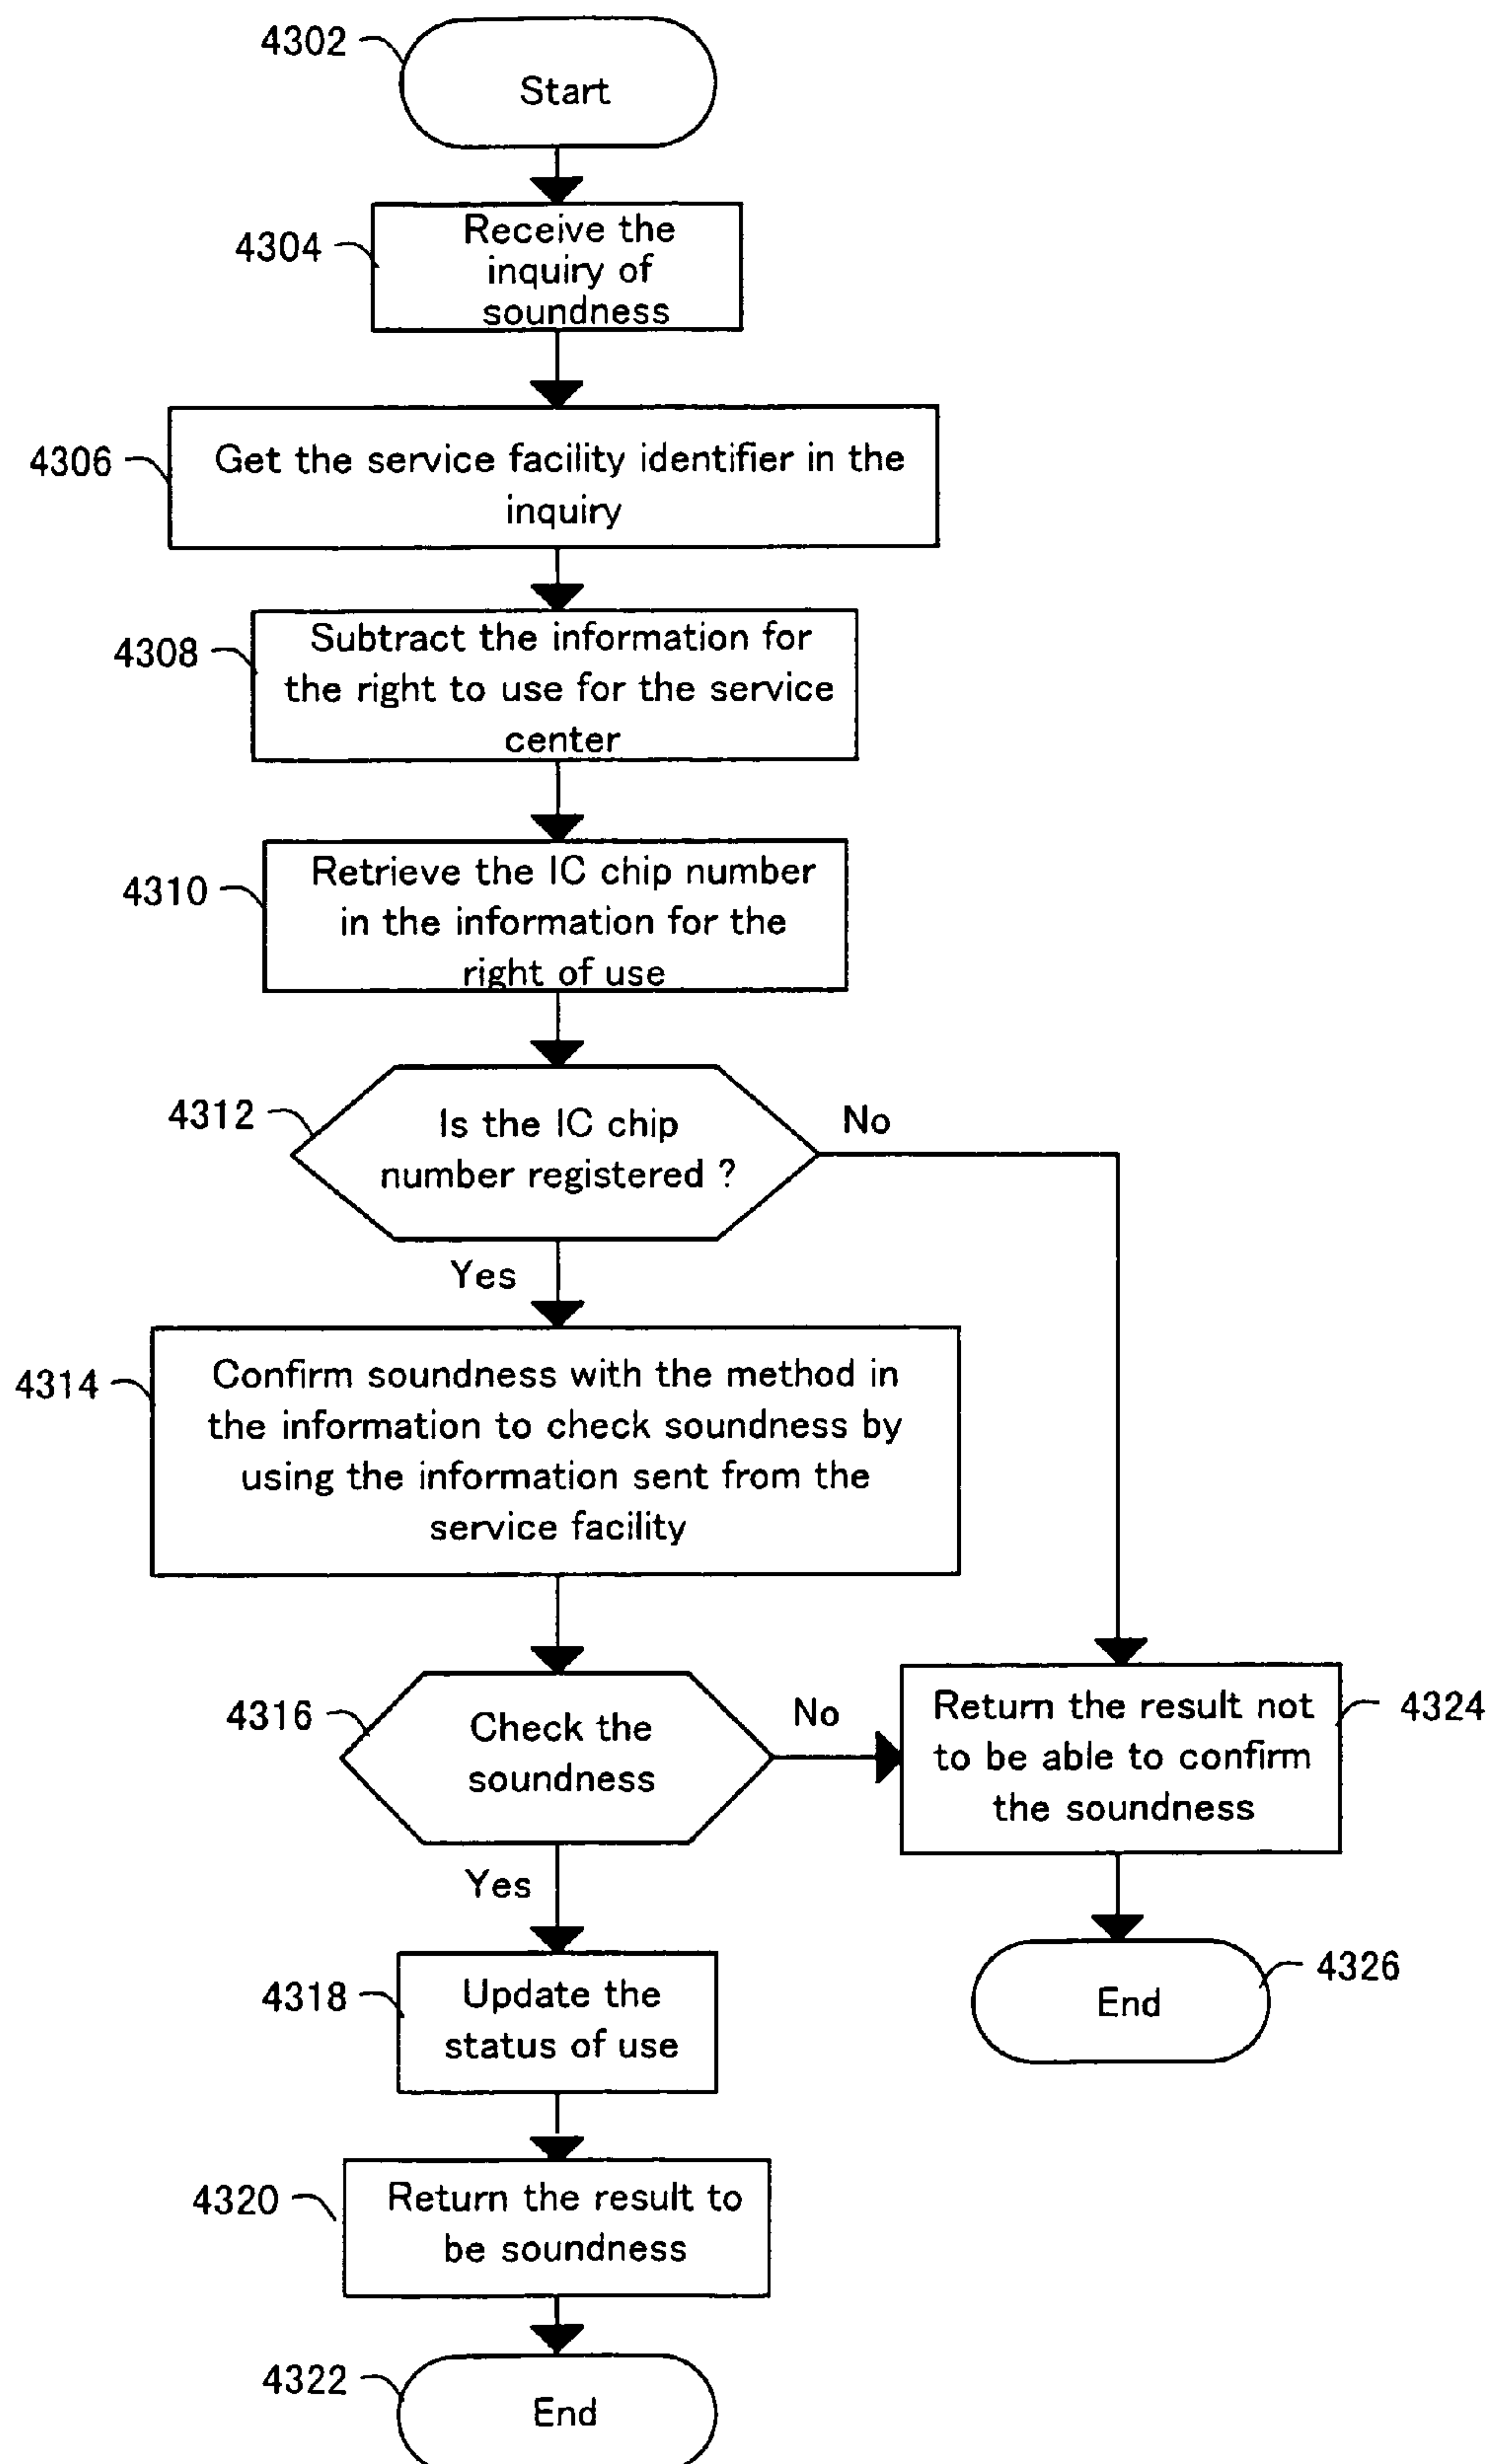 4302
Start
4304
Receive the
inquiry of
soundness
4306
Get the service facility identifier in the
inquiry
4308
Subtract the information for
the right to use for the service
center
4310
Retrieve the IC chip number
in the information for the
right of use
4312
Is the IC chip
number registered ?
No
Yes
4314
Confirm soundness with the method in
the information to check soundness by
using the information sent from the
service facility
4316
Check the
soundness
No
Return the result not
to be able to confirm
the soundness
4324
Yes
4318
Update the
status of use
End
4326
4320
Return the result to
be soundness
4322
End